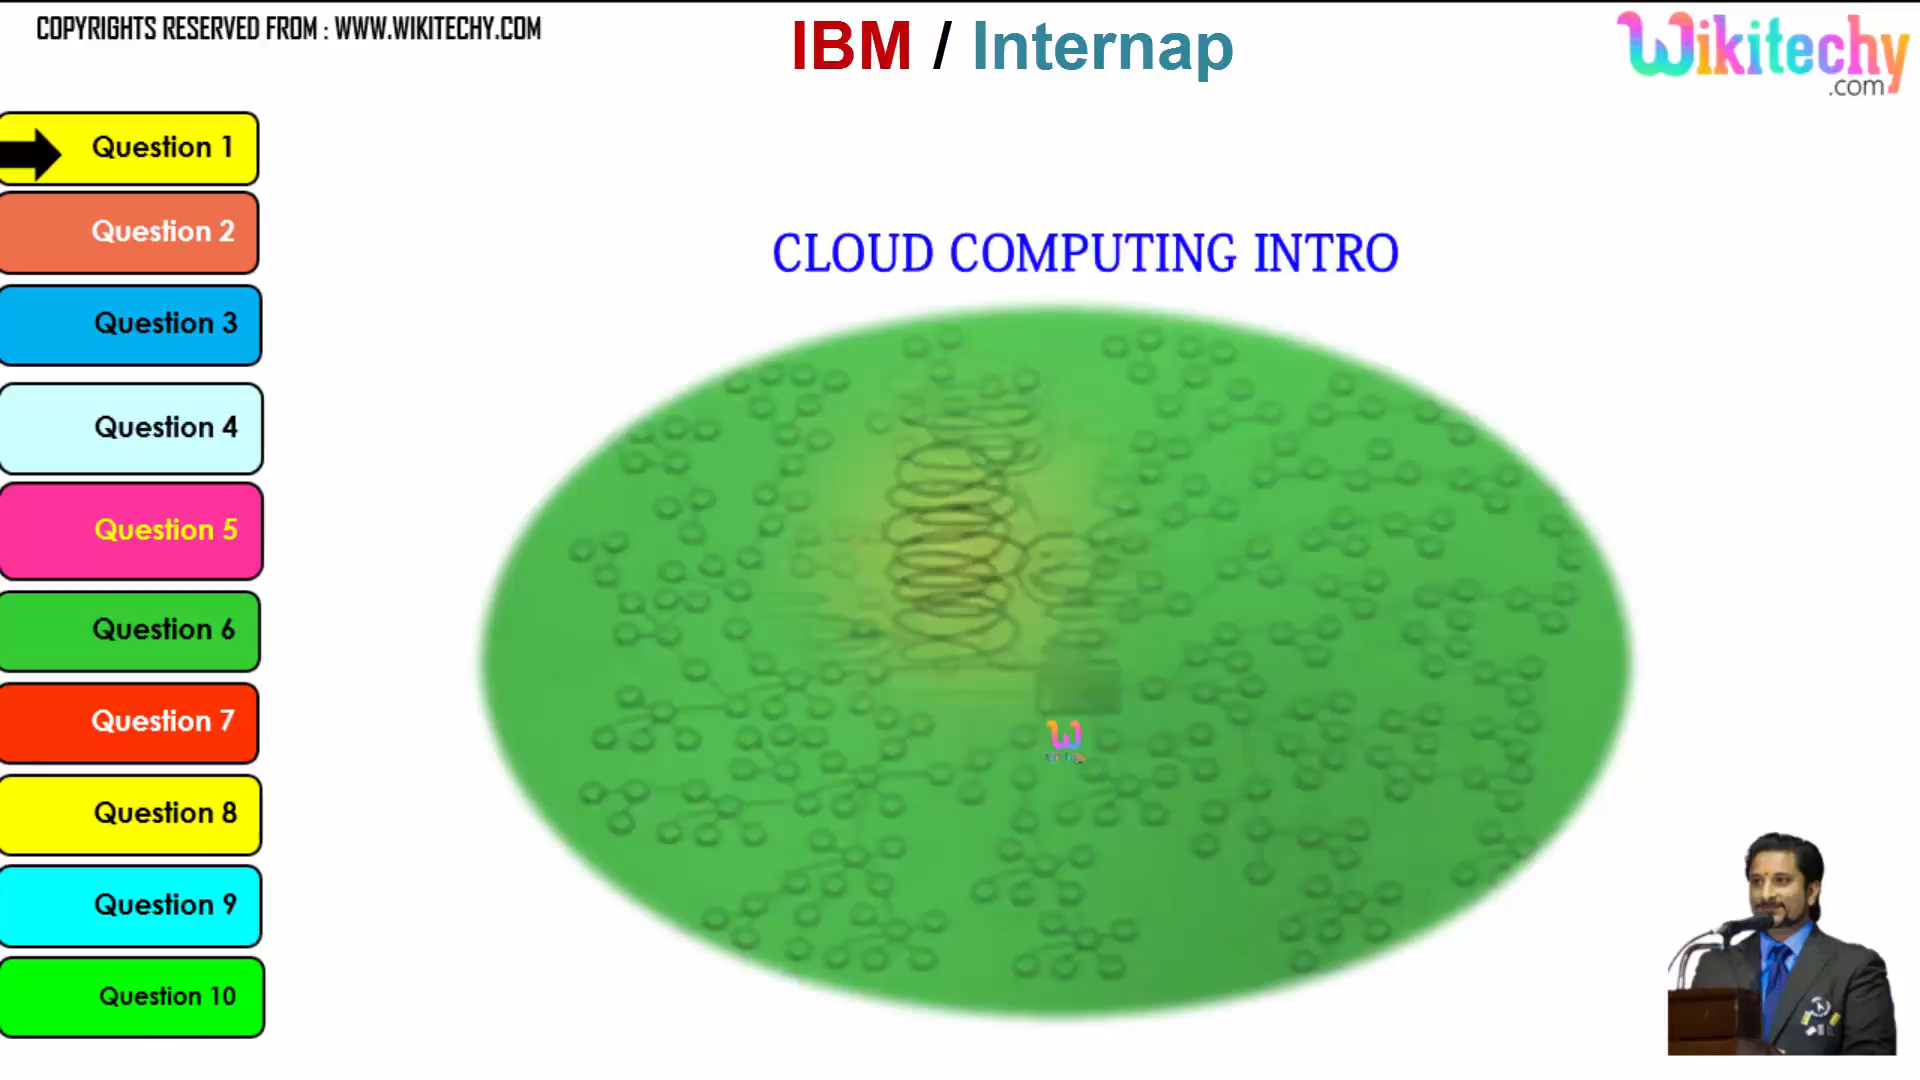 COPYRIGHTS RESERVED FROM : WWW.WIKITECHY.COM
IBM / Internap
Wikitechy
.com
Question 1
Question 2
Question 3
Question 4
Question 5
Question 6
Question 7
Question 8
Question 9
Question 10
CLOUD COMPUTING INTRO
W